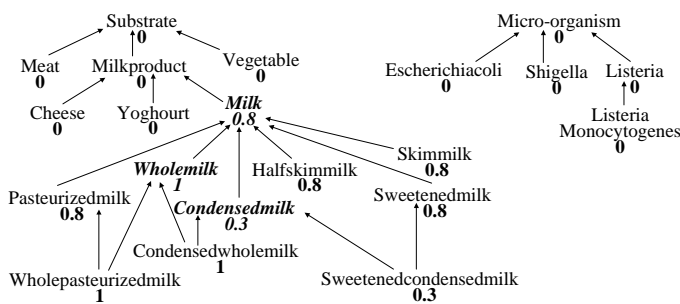 Substrate
0
Micro-organism
0
Meat
0
Milkproduct
0
Vegetable
0
Escherichiacoli
0
Shigella
0
Listeria
0
Cheese
0
Yoghourt
0
Milk
0.8
Listeria
Monocytogenes
0
Wholemilk
1
Halfskimmilk
0.8
Skimmilk
0.8
Pasteurizedmilk
0.8
Condensedmilk
0.3
Sweetenedmilk
0.8
Condensedwholemilk
1
Wholepasteurizedmilk
1
Sweetenedcondensedmilk
0.3